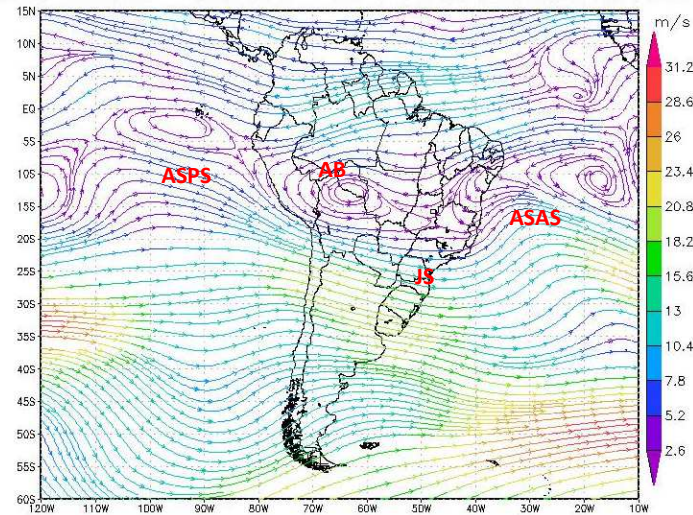 m/s
15N
10N
5N
EQ
5S
10S
15S
20S
25S
30S
35S
40S
45S
50S
55S
60S
120W 110W 100W 90W 80W 70W 60W 50W 40W 30W 20W 10W
ASPS
AB
ASAS
JS
31.2
28.6
26
23.4
20.8
18.2
15.6
13
10.4
7.8
5.2
2.6